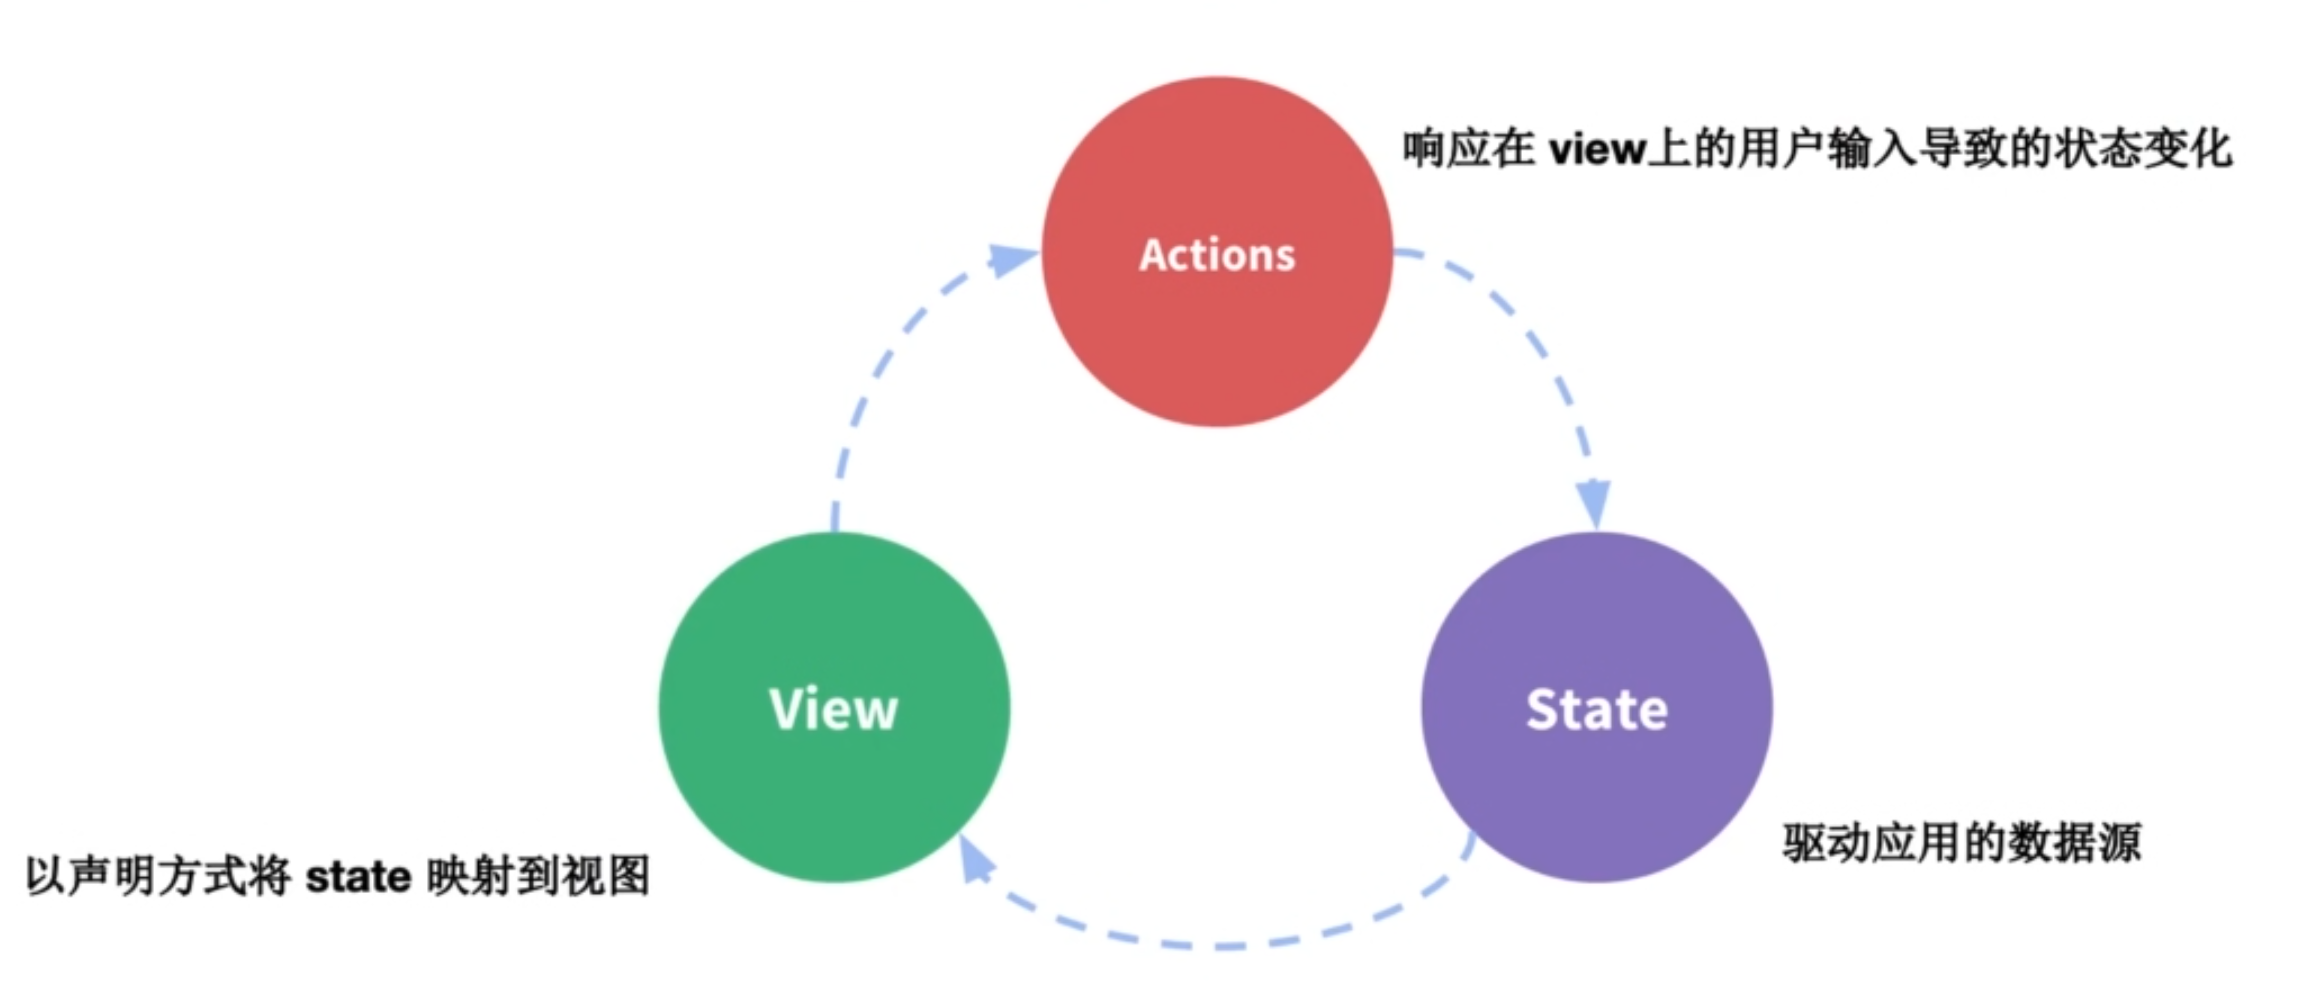 响应在 view上的用户输入导致的状态变化
Actions
View
State
驱动应用的数据源
以声明方式将 state 映射到视图